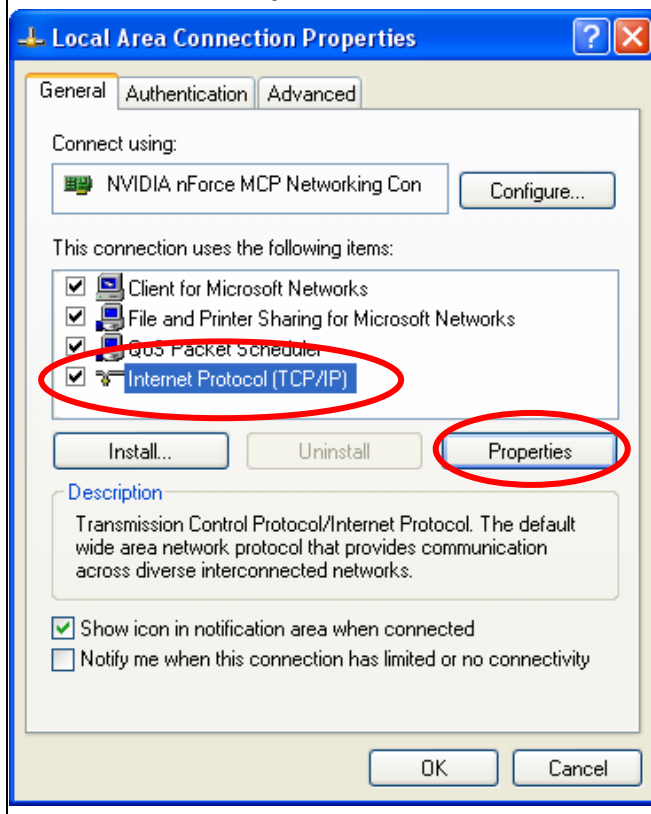 Local Area Connection Properties
General Authentication Advanced
Connect using:
NVIDIA nForce MCP Networking Con
Configure...
This connection uses the following items:
Client for Microsoft Networks
File and Printer Sharing for Microsoft Networks
QoS Packet Scheduler
Internet Protocol (TCP/IP)
Install... Uninstall Properties
Description
Transmission Control Protocol/Internet Protocol. The default
wide area network protocol that provides communication
across diverse interconnected networks.
Show icon in notification area when connected
Notify me when this connection has limited or no connectivity
OK Cancel